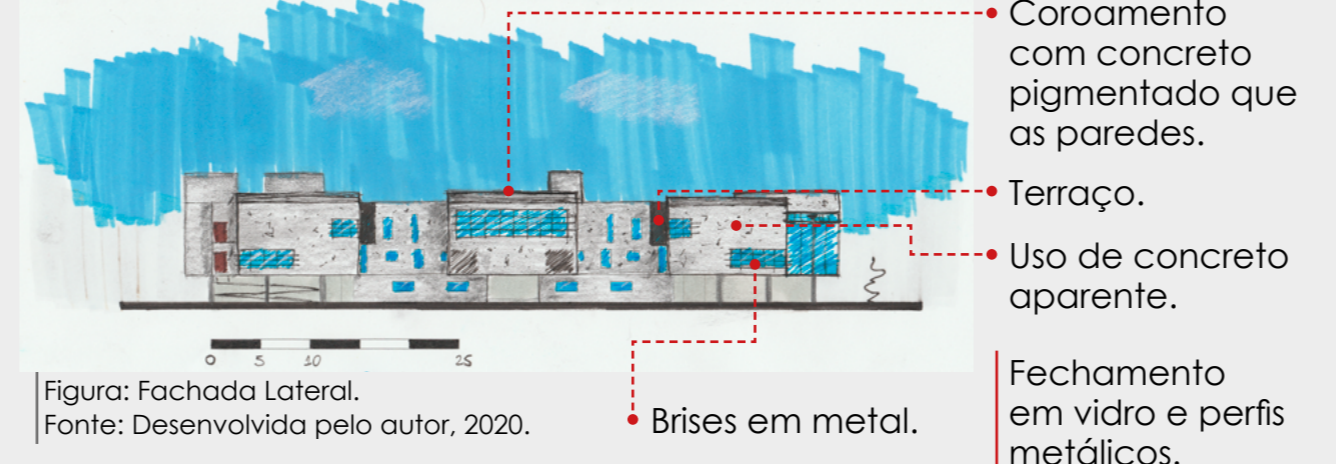 Coroamento
com concreto
pigmentado que
as paredes.
Terraço.
Uso de concreto
aparente.
0 5 10 25
Figura: Fachada Lateral.
Fonte: Desenvolvida pelo autor, 2020.
Brises em metal.
Fechamento
em vidro e perfis
metálicos.